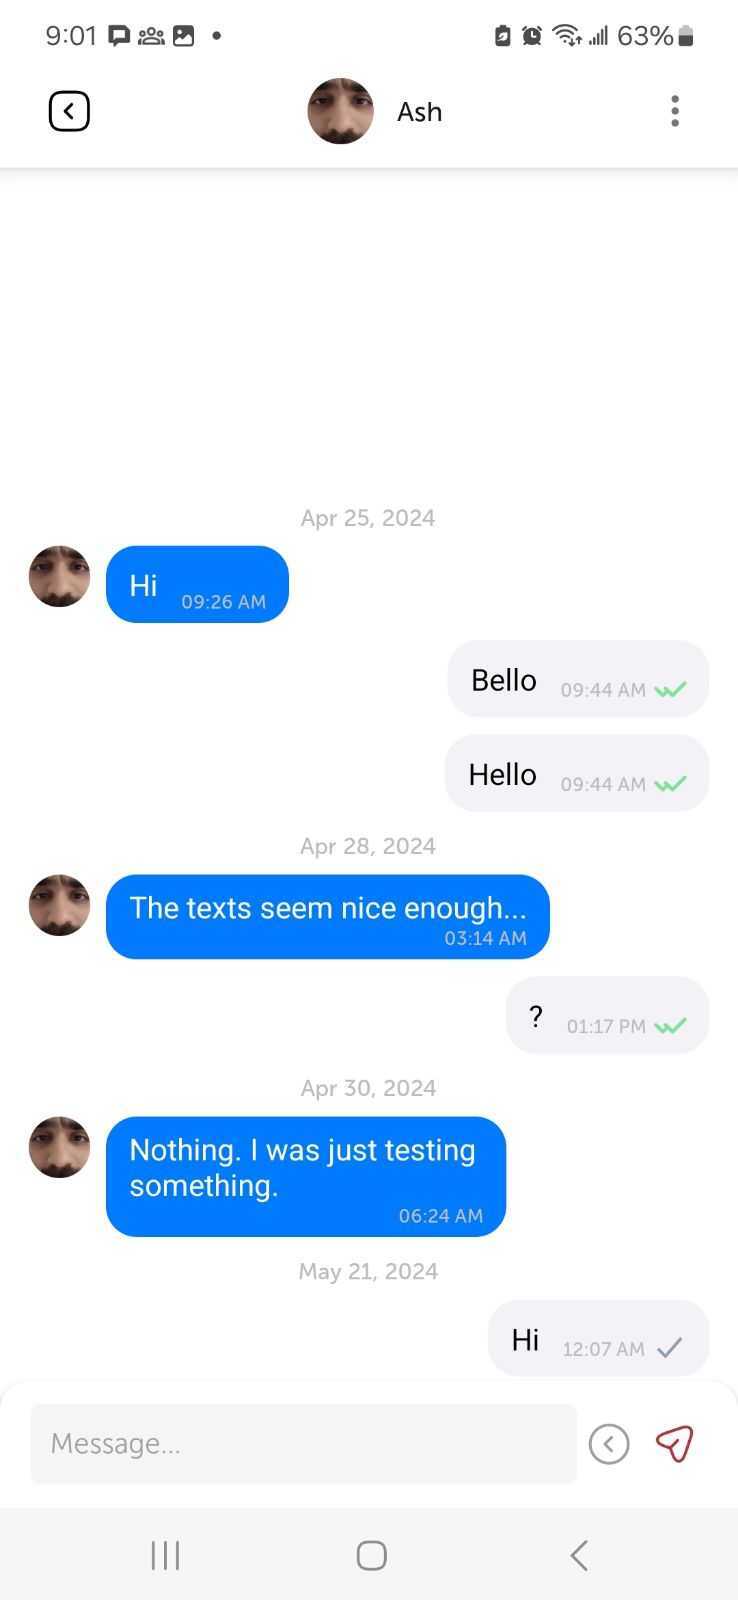 9:01 63%
Ash
Apr 25, 2024
Hi 09:26 AM
Bello 09:44 AM
Hello 09:44 AM
Apr 28, 2024
The texts seem nice enough...
03:14 AM
? 01:17 PM
Apr 30, 2024
Nothing. I was just testing
something.
06:24 AM
May 21, 2024
Hi 12:07 AM
Message...